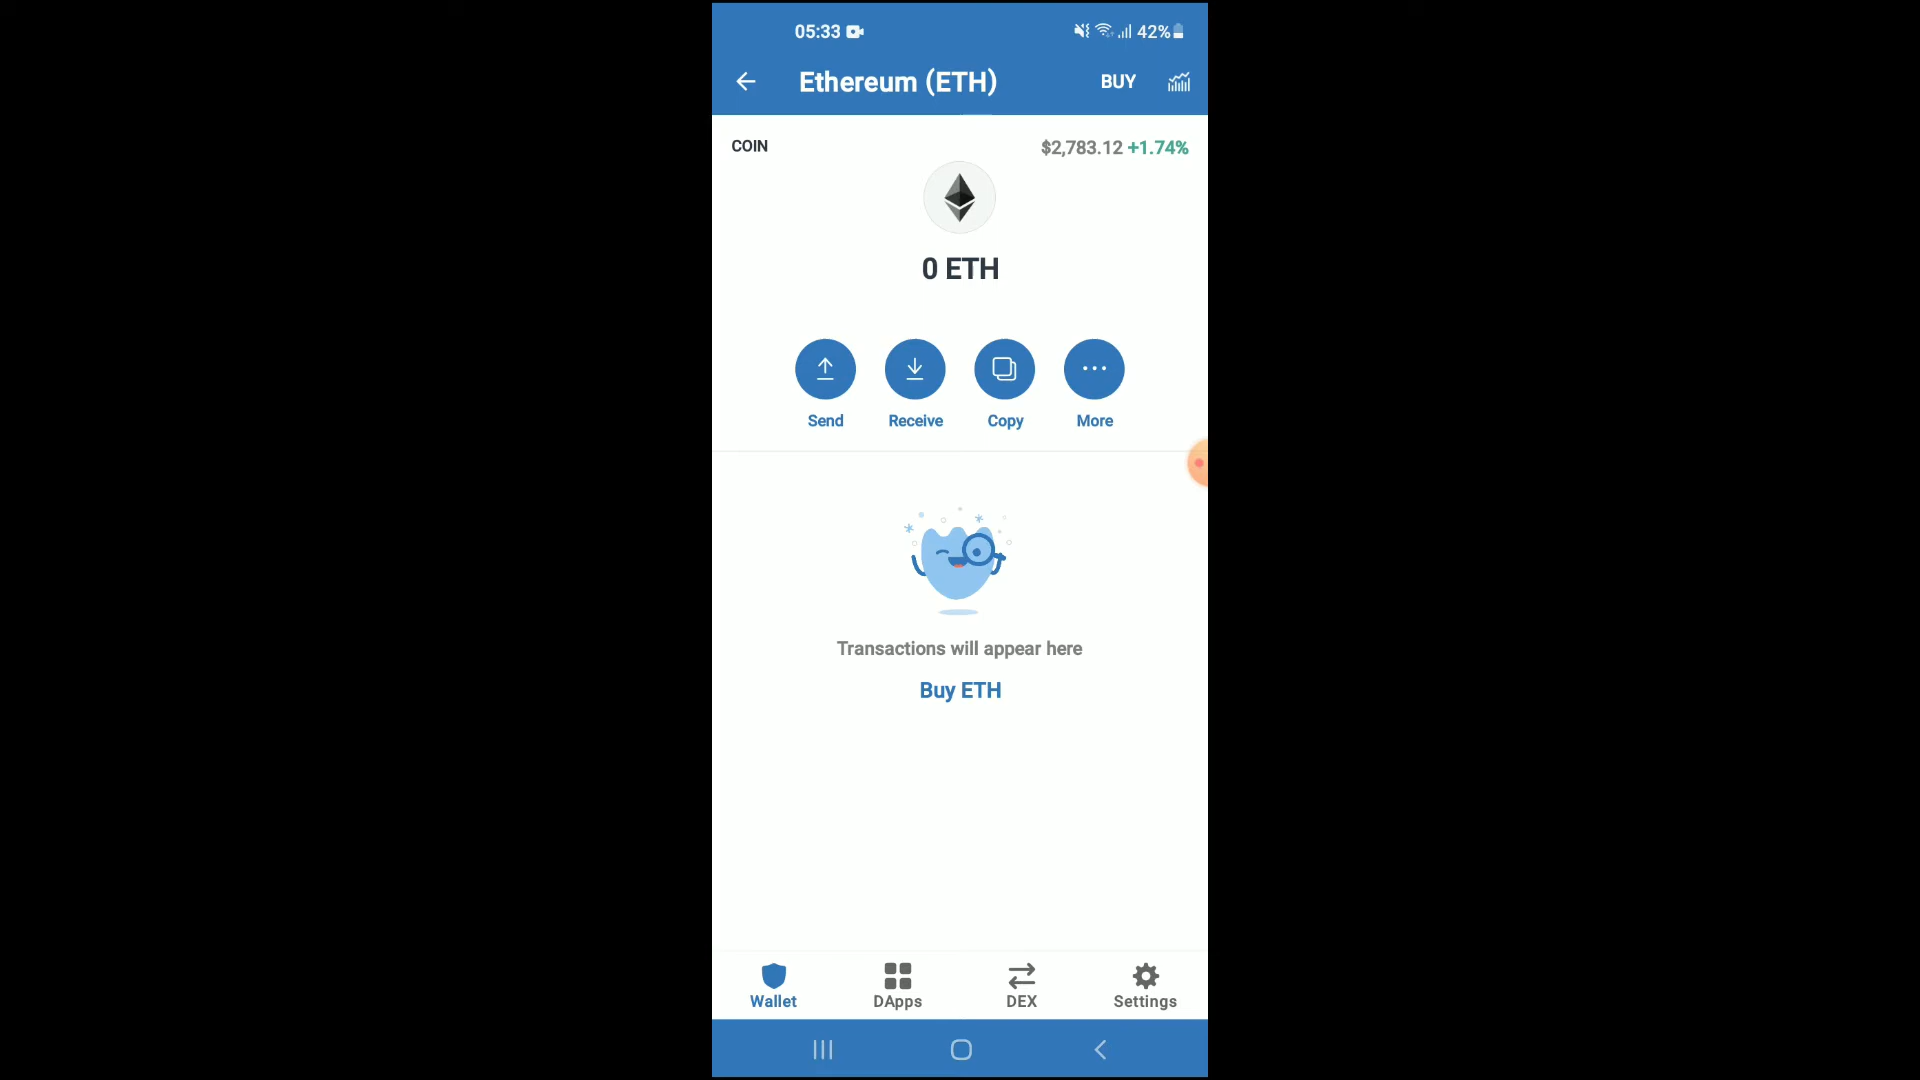 05:33 42%
Ethereum (ETH) BUY
COIN $2,783.12 +1.74%
0 ETH
Send Receive Copy More
Transactions will appear here
Buy ETH
Wallet DApps DEX Settings